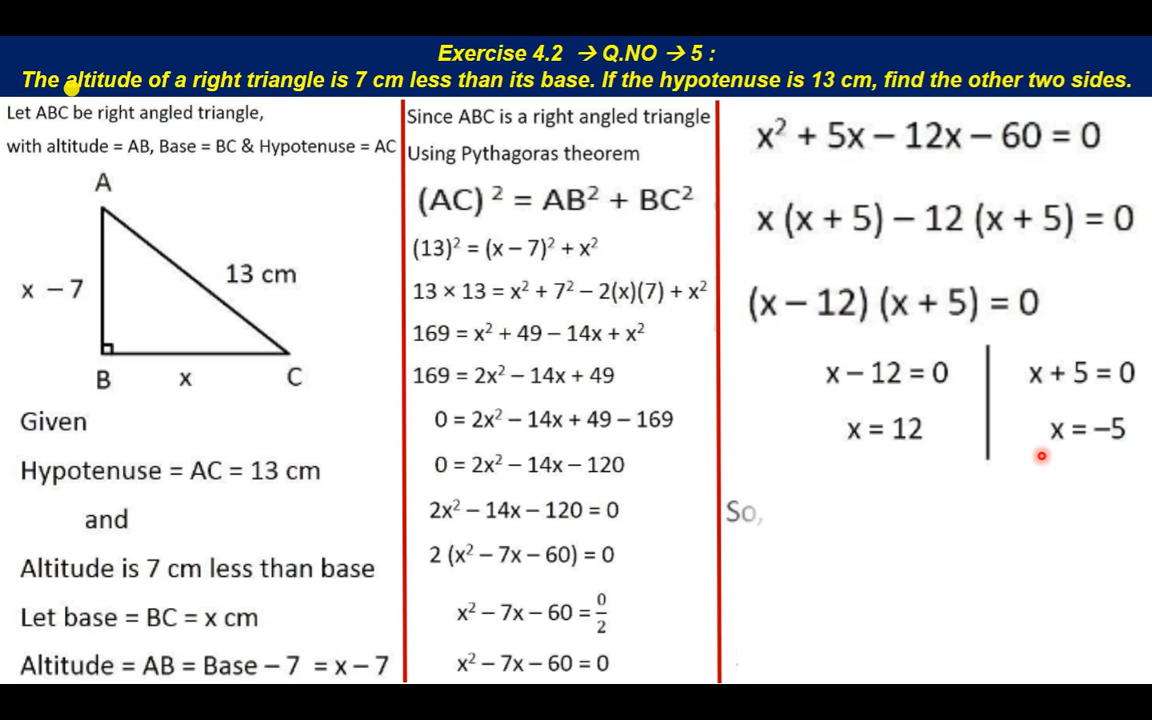 Exercise 4.2 → Q.NO → 5 :
The altitude of a right triangle is 7 cm less than its base. If the hypotenuse is 13 cm, find the other two sides.
Let ABC be right angled triangle,
with altitude = AB, Base = BC & Hypotenuse = AC
A
x – 7
13 cm
B
x
C
Given
Hypotenuse = AC = 13 cm
and
Altitude is 7 cm less than base
Let base = BC = x cm
Altitude = AB = Base – 7 = x – 7
Since ABC is a right angled triangle
Using Pythagoras theorem
(AC) ² = AB² + BC²
(13)² = (x – 7)² + x²
13 × 13 = x² + 7² – 2(x)(7) + x²
169 = x² + 49 – 14x + x²
169 = 2x² – 14x + 49
0 = 2x² – 14x + 49 – 169
0 = 2x² – 14x – 120
2x² – 14x – 120 = 0
2 (x² – 7x – 60) = 0
x² – 7x – 60 = 0/2
x² – 7x – 60 = 0
x² + 5x – 12x – 60 = 0
x (x + 5) – 12 (x + 5) = 0
(x – 12) (x + 5) = 0
x – 12 = 0
x = 12
x + 5 = 0
x = –5
So,